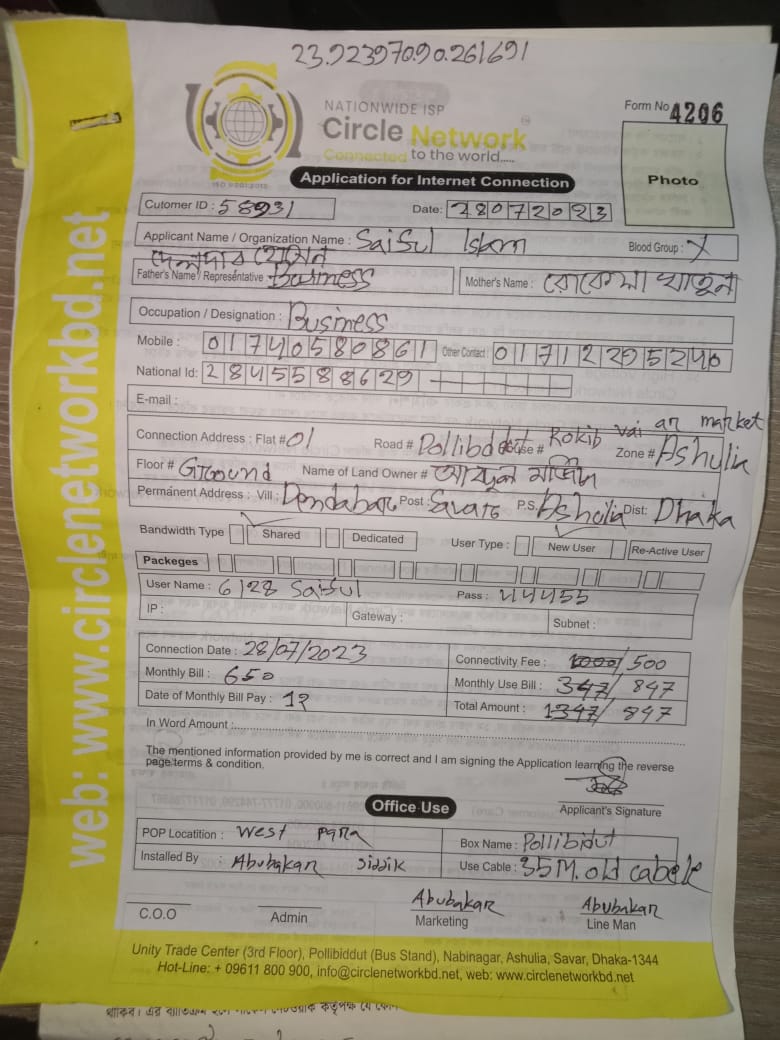 23.9239709.90.261691
NATIONWIDE ISP
Circle Network
Connected to the world.....
ISO 9001:2015
Form No 4206
Photo
Application for Internet Connection
Cutomer ID : 58931 Date: 28072023
Applicant Name / Organization Name : Saiful Islam Blood Group : X
Father's Name / Representative দেলোয়ার হোসেন Business Mother's Name : রোকেয়া খাতুন
Occupation / Designation : Business
Mobile : 01740580861 Other Contact : 01712205240
National Id: 2845588629
E-mail :
Connection Address : Flat # 01 Road # Pollibddut House # Rokib vai ar market Zone # Ashulia
Floor # Ground Name of Land Owner # আব্দুল মজিদ
Permanent Address : Vill : Dendabar Post : Savar P.S. Ashulia Dist: Dhaka
Bandwidth Type Shared Dedicated User Type : New User Re-Active User
Packeges
User Name : 6128 Saiful Pass : 44455
IP : Gateway : Subnet :
Connection Date : 28/07/2023 Connectivity Fee : 1000/ 500
Monthly Bill : 650 Monthly Use Bill : 347/ 847
Date of Monthly Bill Pay : 12 Total Amount : 1347/ 847
In Word Amount :
The mentioned information provided by me is correct and I am signing the Application learning the reverse
page terms & condition.
Applicant's Signature
Office Use
POP Locatition : West para Box Name : Pollibidut
Installed By : Abubakar Siddik Use Cable : 35M. old cabele
Abubakar Abubakar
C.O.O Admin Marketing Line Man
Unity Trade Center (3rd Floor), Pollibiddut (Bus Stand), Nabinagar, Ashulia, Savar, Dhaka-1344
Hot-Line: + 09611 800 900, info@circlenetworkbd.net, web: www.circlenetworkbd.net
web: www.circlenetworkbd.net